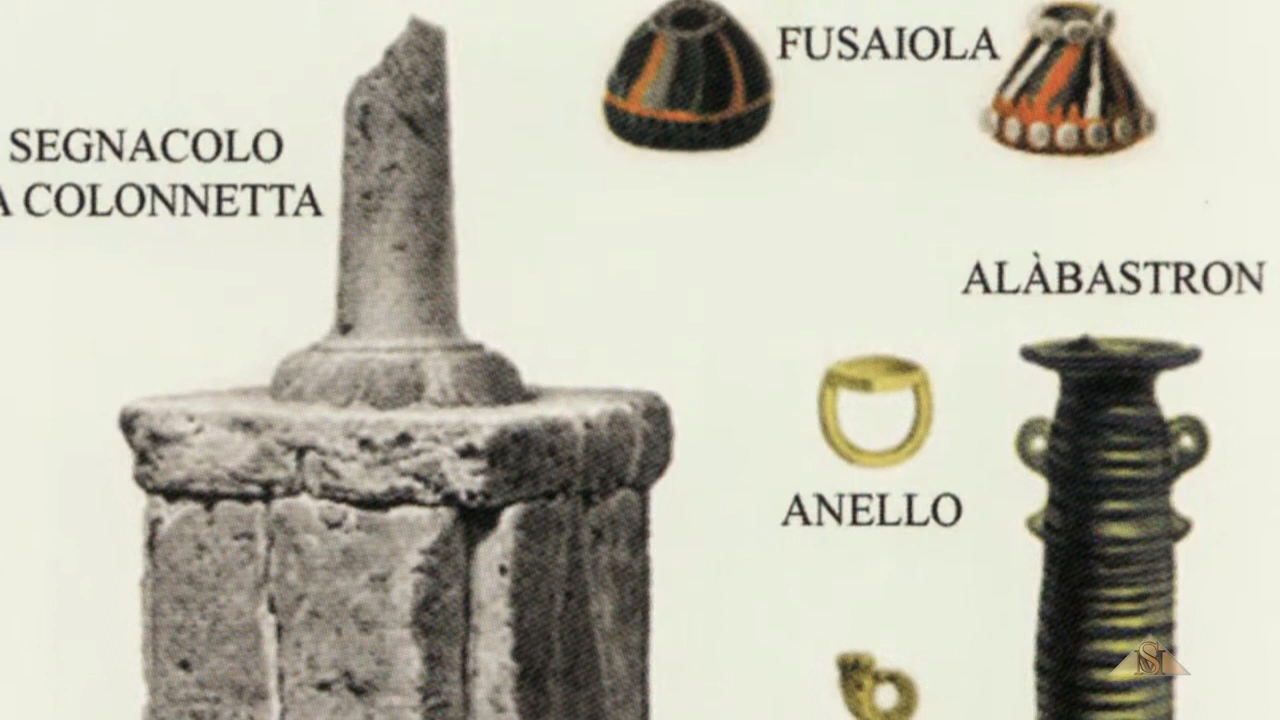 FUSAIOLA
SEGNACOLO
A COLONNETTA
ALÀBASTRON
ANELLO